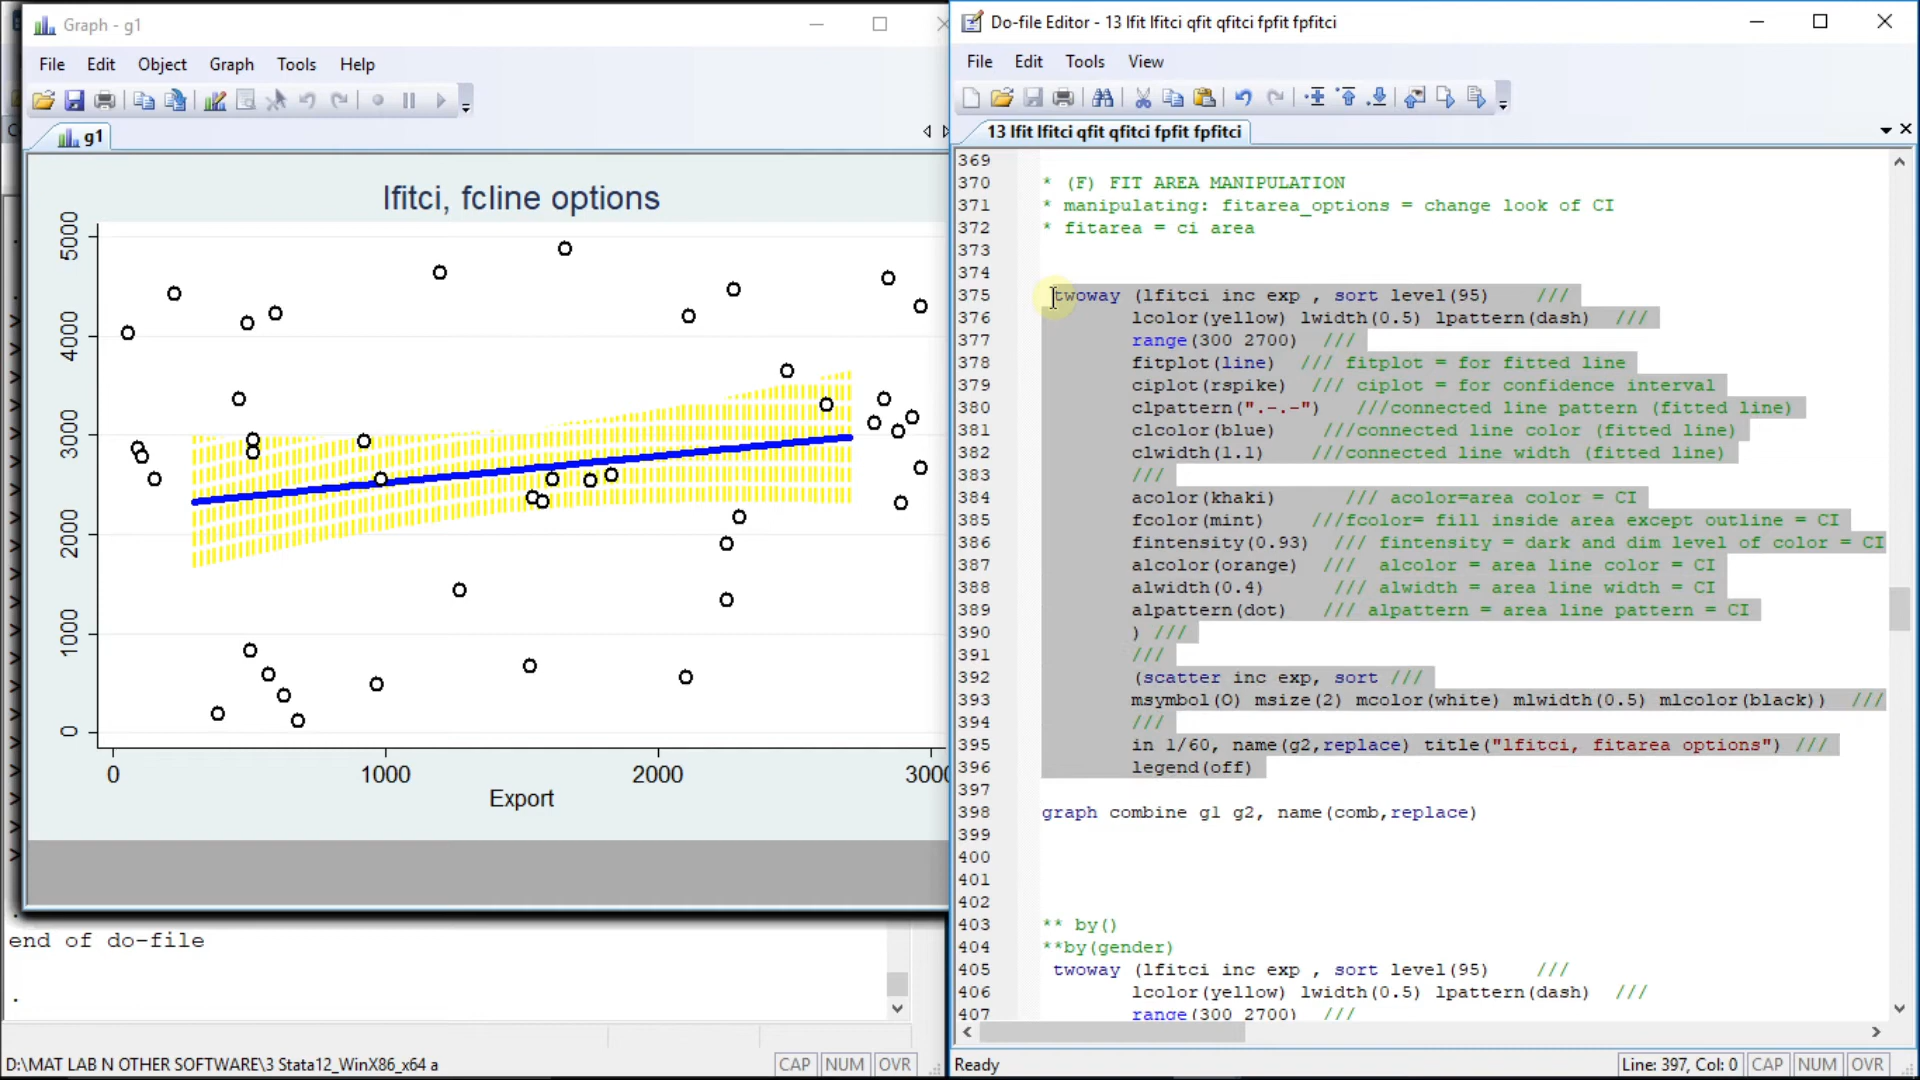 Graph - g1
File Edit Object Graph Tools Help
g1
lfitci, fcline options
5000
4000
3000
2000
1000
0
0 1000 2000 3000
Export
end of do-file
.
D:\MAT LAB N OTHER SOFTWARE\3 Stata12_WinX86_x64 a
CAP NUM OVR
Do-file Editor - 13 lfit lfitci qfit qfitci fpfit fpfitci
File Edit Tools View
13 lfit lfitci qfit qfitci fpfit fpfitci
369
370 * (F) FIT AREA MANIPULATION
371 * manipulating: fitarea_options = change look of CI
372 * fitarea = ci area
373
374
375 twoway (lfitci inc exp , sort level(95) ///
376 lcolor(yellow) lwidth(0.5) lpattern(dash) ///
377 range(300 2700) ///
378 fitplot(line) /// fitplot = for fitted line
379 ciplot(rspike) /// ciplot = for confidence interval
380 clpattern(".-.-") ///connected line pattern (fitted line)
381 clcolor(blue) ///connected line color (fitted line)
382 clwidth(1.1) ///connected line width (fitted line)
383 ///
384 acolor(khaki) /// acolor=area color = CI
385 fcolor(mint) ///fcolor= fill inside area except outline = CI
386 fintensity(0.93) /// fintensity = dark and dim level of color = CI
387 alcolor(orange) /// alcolor = area line color = CI
388 alwidth(0.4) /// alwidth = area line width = CI
389 alpattern(dot) /// alpattern = area line pattern = CI
390 ) ///
391 ///
392 (scatter inc exp, sort ///
393 msymbol(O) msize(2) mcolor(white) mlwidth(0.5) mlcolor(black)) ///
394 ///
395 in 1/60, name(g2,replace) title("lfitci, fitarea options") ///
396 legend(off)
397
398 graph combine g1 g2, name(comb,replace)
399
400
401
402
403 ** by()
404 **by(gender)
405 twoway (lfitci inc exp , sort level(95) ///
406 lcolor(yellow) lwidth(0.5) lpattern(dash) ///
407 range(300 2700) ///
Ready
Line: 397, Col: 0 CAP NUM OVR